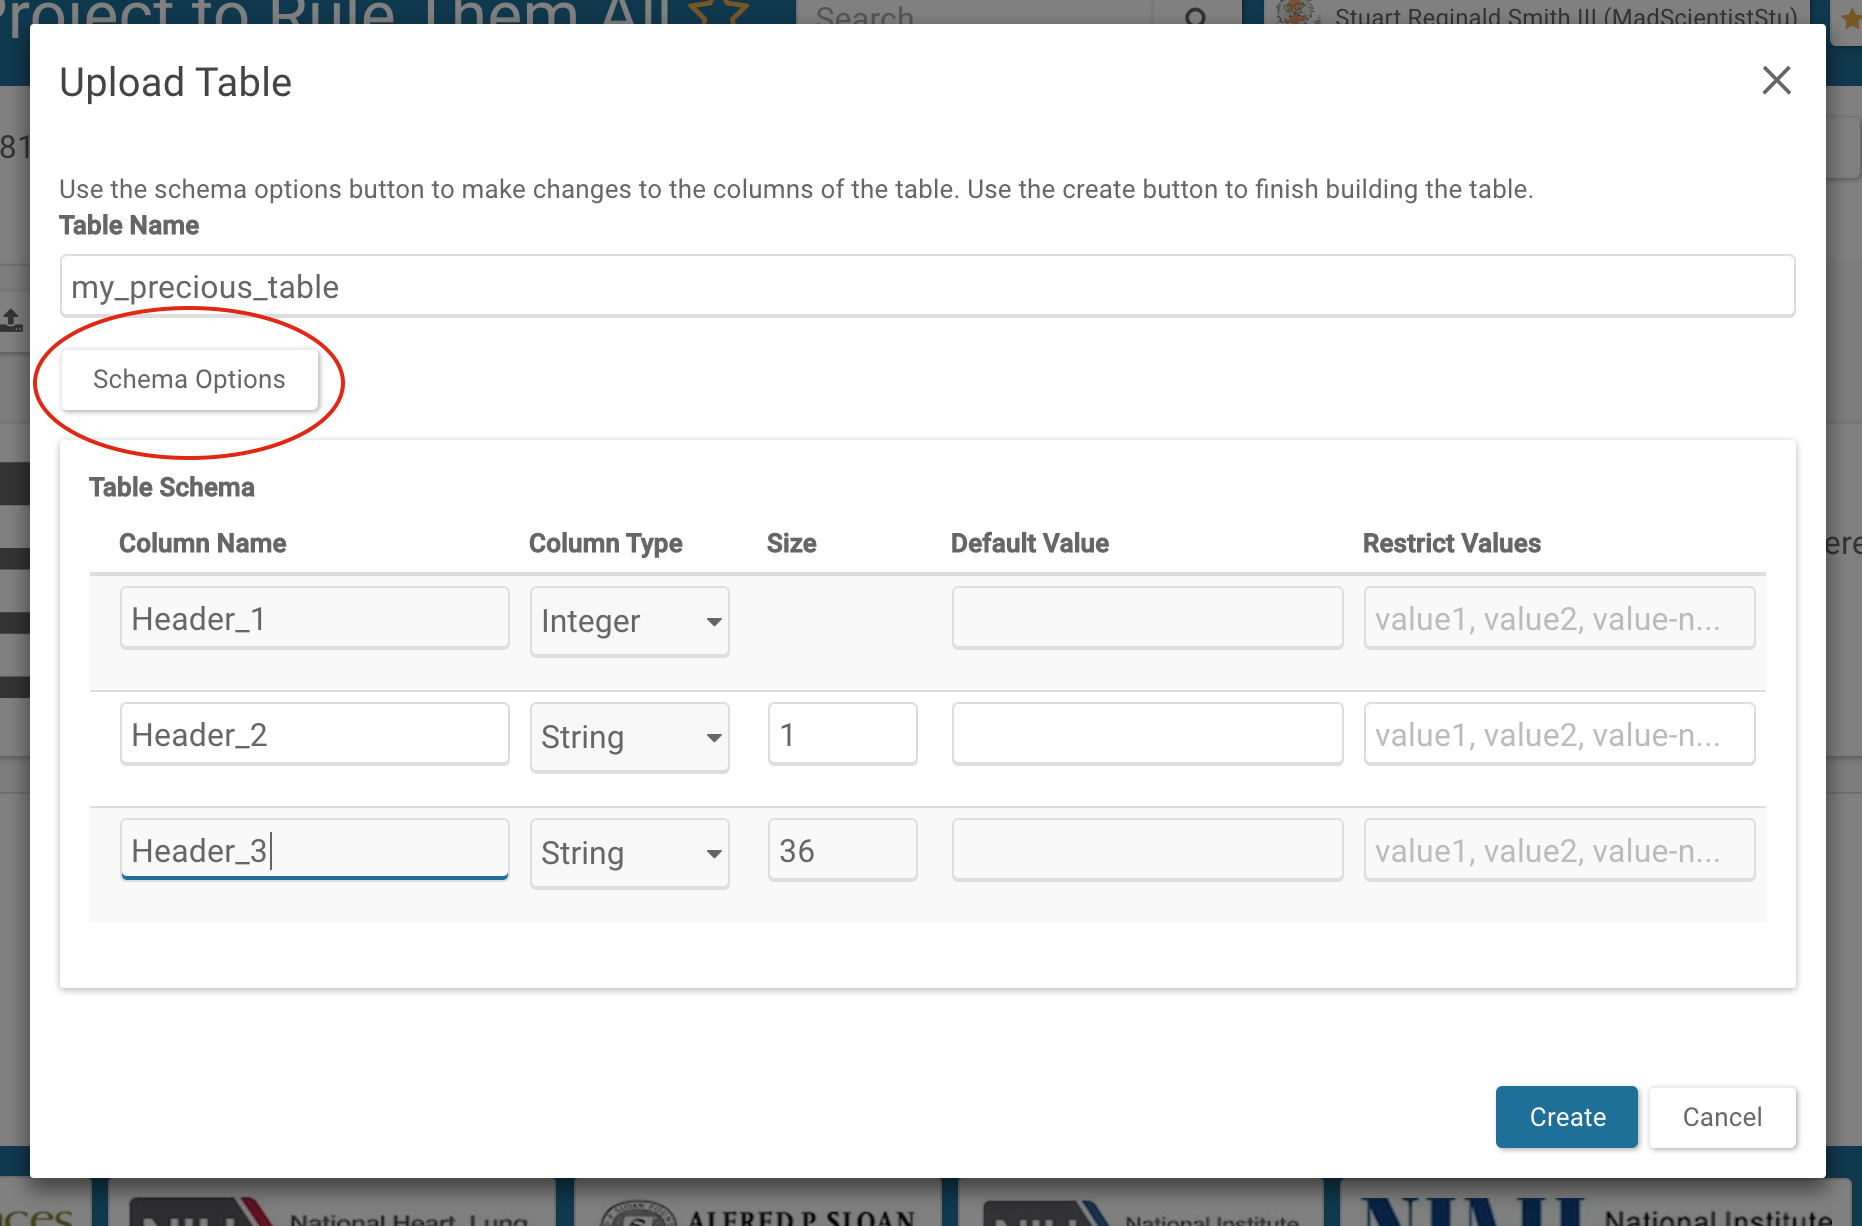 Project to Rule Them All
Search
Stuart Reginald Smith III (MadScientistStu)
Upload Table
81
Use the schema options button to make changes to the columns of the table. Use the create button to finish building the table.
Table Name
my_precious_table
Schema Options
Table Schema
Column Name Column Type Size Default Value Restrict Values
Header_1 Integer value1, value2, value-n...
Header_2 String 1 value1, value2, value-n...
Header_3 String 36 value1, value2, value-n...
ere
Create Cancel
National Heart, Lung
ALFRED P. SLOAN
National Institute
NIMH National Institute